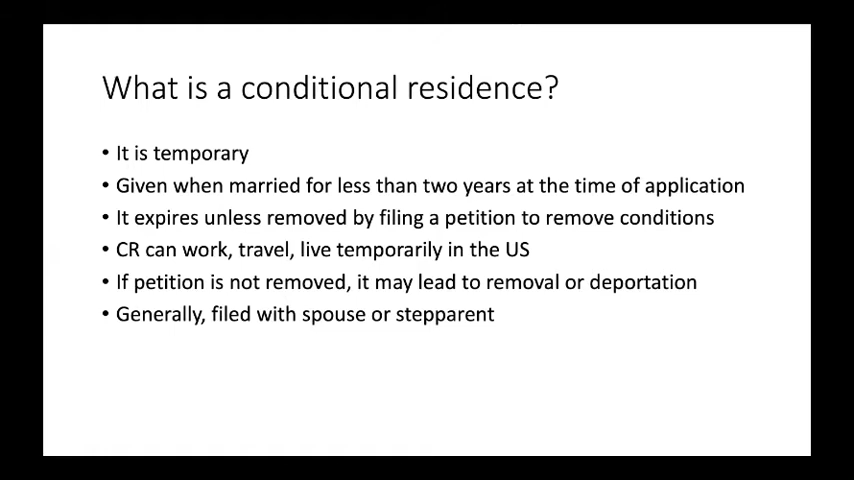 What is a conditional residence?
• It is temporary
• Given when married for less than two years at the time of application
• It expires unless removed by filing a petition to remove conditions
• CR can work, travel, live temporarily in the US
• If petition is not removed, it may lead to removal or deportation
• Generally, filed with spouse or stepparent